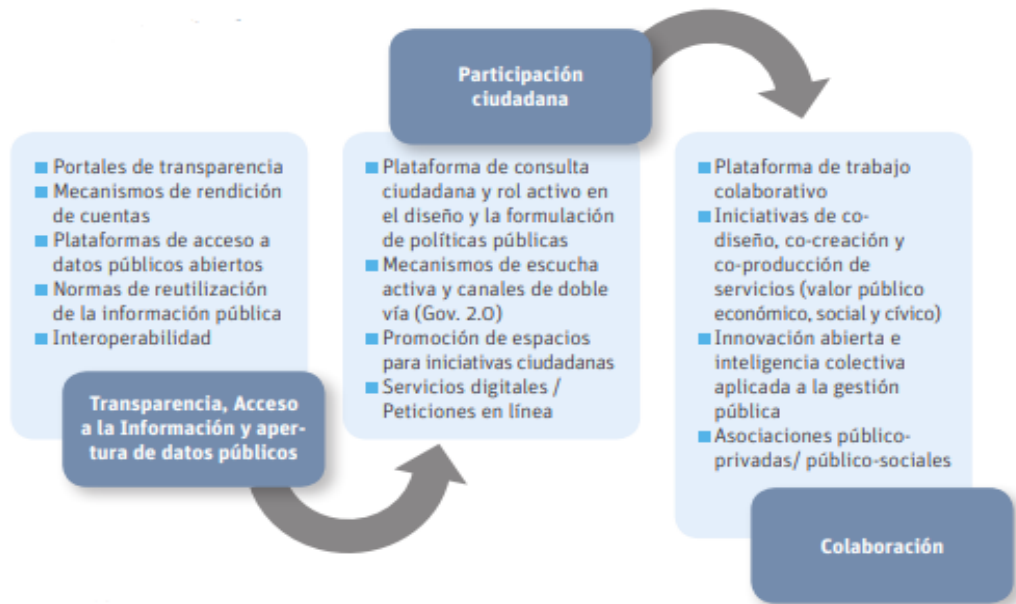 ■ Portales de transparencia
■ Mecanismos de rendición
de cuentas
■ Plataformas de acceso a
datos públicos abiertos
■ Normas de reutilización
de la información pública
■ Interoperabilidad
Transparencia, Acceso
a la Información y aper-
tura de datos públicos
Participación
ciudadana
■ Plataforma de consulta
ciudadana y rol activo en
el diseño y la formulación
de políticas públicas
■ Mecanismos de escucha
activa y canales de doble
vía (Gov. 2.0)
■ Promoción de espacios
para iniciativas ciudadanas
■ Servicios digitales /
Peticiones en línea
■ Plataforma de trabajo
colaborativo
■ Iniciativas de co-
diseño, co-creación y
co-producción de
servicios (valor público
económico, social y cívico)
■ Innovación abierta e
inteligencia colectiva
aplicada a la gestión
pública
■ Asociaciones público-
privadas/ público-sociales
Colaboración